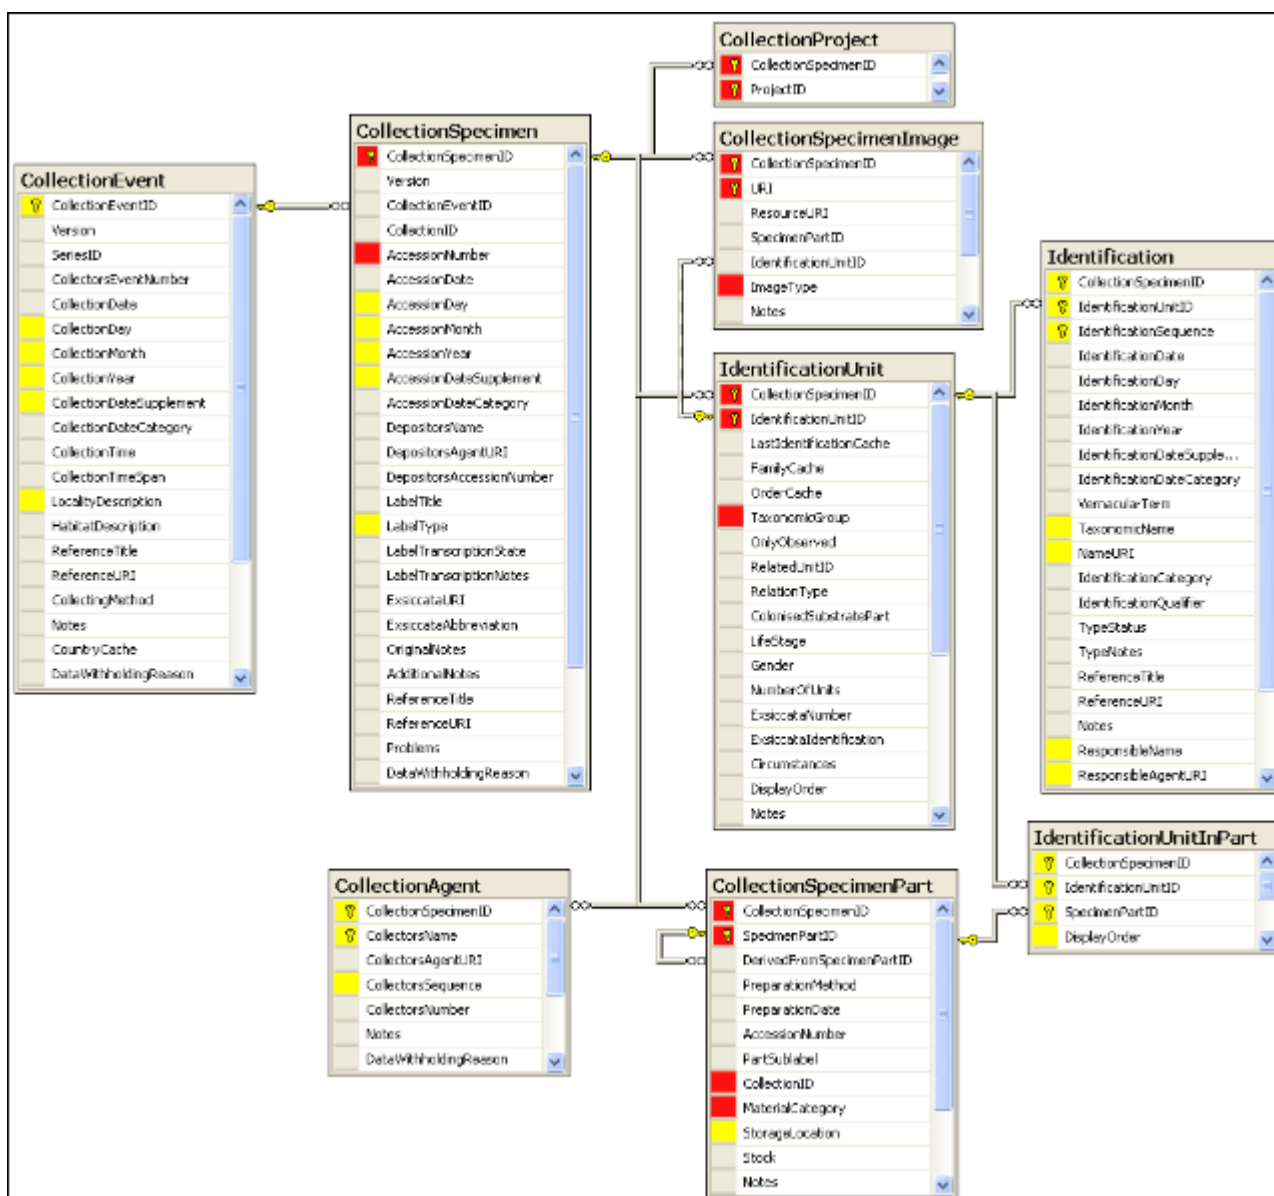 CollectionProject
CollectionSpecimenID
ProjectID
CollectionSpecimen
CollectionSpecimenID
Version
CollectionEventID
CollectionID
AccessionNumber
AccessionDate
AccessionDay
AccessionMonth
AccessionYear
AccessionDateSupplement
AccessionDateCategory
DepositorsName
DepositorsAgentURI
DepositorsAccessionNumber
LabelTitle
LabelType
LabelTranscriptionState
LabelTranscriptionNotes
ExsiccataURI
ExsiccataAbbreviation
OriginalNotes
AdditionalNotes
ReferenceTitle
ReferenceURI
Problems
DataWithholdingReason
CollectionSpecimenImage
CollectionSpecimenID
URI
ResourceURI
SpecimenPartID
IdentificationUnitID
ImageType
Notes
CollectionEvent
CollectionEventID
Version
SeriesID
CollectorsEventNumber
CollectionDate
CollectionDay
CollectionMonth
CollectionYear
CollectionDateSupplement
CollectionDateCategory
CollectionTime
CollectionTimeSpan
LocalityDescription
HabitatDescription
ReferenceTitle
ReferenceURI
CollectingMethod
Notes
CountryCache
DataWithholdingReason
Identification
CollectionSpecimenID
IdentificationUnitID
IdentificationSequence
IdentificationDate
IdentificationDay
IdentificationMonth
IdentificationYear
IdentificationDateSupple...
IdentificationDateCategory
VernacularTerm
TaxonomicName
NameURI
IdentificationCategory
IdentificationQualifier
TypeStatus
TypeNotes
ReferenceTitle
ReferenceURI
Notes
ResponsibleName
ResponsibleAgentURI
IdentificationUnit
CollectionSpecimenID
IdentificationUnitID
LastIdentificationCache
FamilyCache
OrderCache
TaxonomicGroup
OnlyObserved
RelatedUnitID
RelationType
ColonisedSubstratePart
LifeStage
Gender
NumberOfUnits
ExsiccataNumber
ExsiccataIdentification
Circumstances
DisplayOrder
Notes
IdentificationUnitInPart
CollectionSpecimenID
IdentificationUnitID
SpecimenPartID
DisplayOrder
CollectionAgent
CollectionSpecimenID
CollectorsName
CollectorsAgentURI
CollectorsSequence
CollectorsNumber
Notes
DataWithholdingReason
CollectionSpecimenPart
CollectionSpecimenID
SpecimenPartID
DerivedFromSpecimenPartID
PreparationMethod
PreparationDate
AccessionNumber
PartSublabel
CollectionID
MaterialCategory
StorageLocation
Stock
Notes